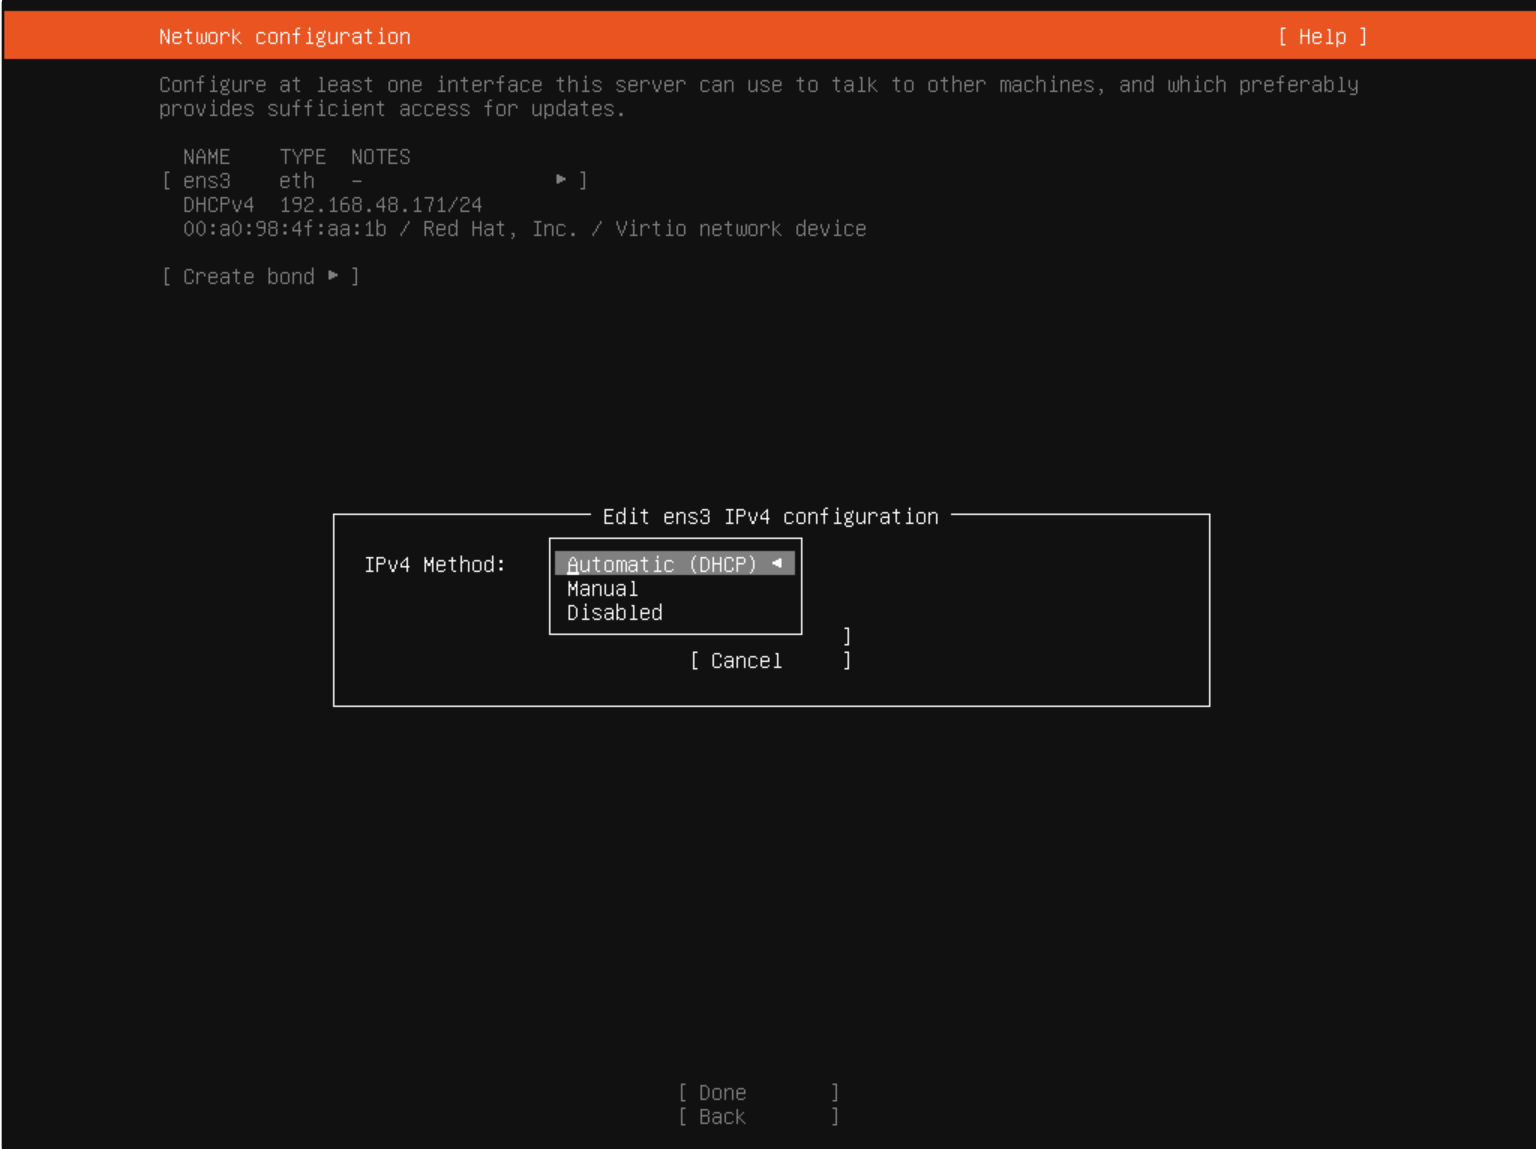 Network configuration [ Help ]
Configure at least one interface this server can use to talk to other machines, and which preferably
provides sufficient access for updates.
NAME TYPE NOTES
[ ens3 eth – ▸ ]
DHCPv4 192.168.48.171/24
00:a0:98:4f:aa:1b / Red Hat, Inc. / Virtio network device
[ Create bond ▸ ]
Edit ens3 IPv4 configuration
IPv4 Method: Automatic (DHCP) ◂
Manual
Disabled
]
[ Cancel ]
[ Done ]
[ Back ]